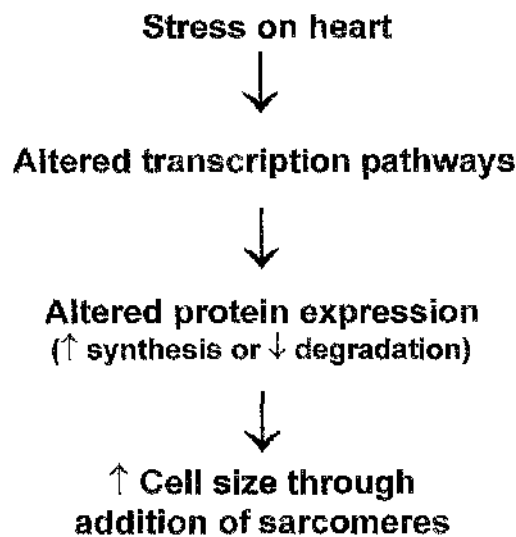 Stress on heart
Altered transcription pathways
Altered protein expression
(↑ synthesis or ↓ degradation)
↑ Cell size through
addition of sarcomeres